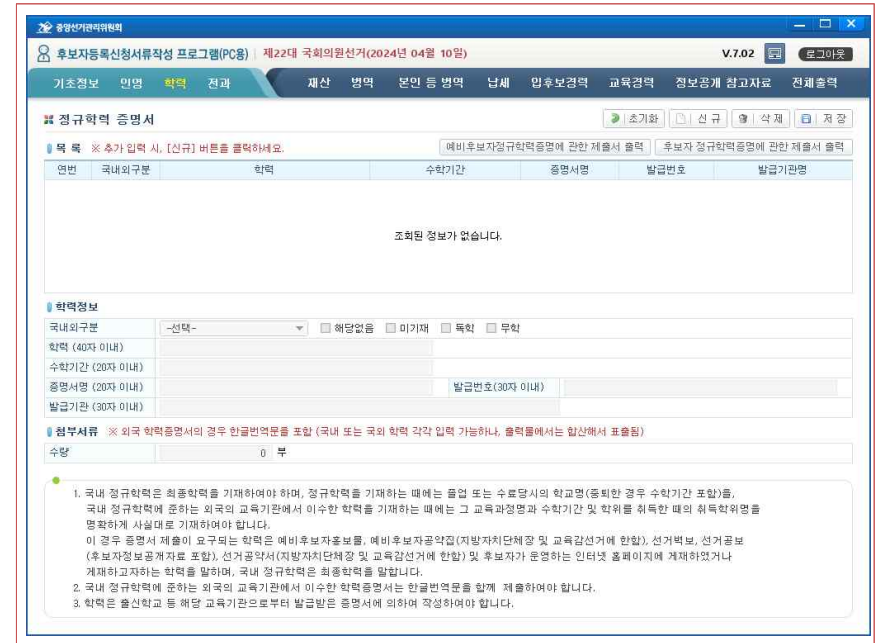 중앙선거관리위원회
후보자등록신청서류작성 프로그램(PC용) 제22대 국회의원선거(2024년 04월 10일) V.7.02 로그아웃
기초정보 인영 학력 전과 재산 병역 본인 등 병역 납세 입후보경력 교육경력 정보공개 참고자료 전체출력
정규학력 증명서 초기화 신 규 삭 제 저 장
목 록 ※ 추가 입력 시, [신규] 버튼을 클릭하세요. 예비후보자정규학력증명에 관한 제출서 출력 후보자 정규학력증명에 관한 제출서 출력
연번 국내외구분 학력 수학기간 증명서명 발급번호 발급기관명
조회된 정보가 없습니다.
학력정보
국내외구분 -선택- 해당없음 미기재 독학 무학
학력 (40자 이내)
수학기간 (20자 이내)
증명서명 (20자 이내) 발급번호(30자 이내)
발급기관 (30자 이내)
첨부서류 ※ 외국 학력증명서의 경우 한글번역문을 포함 (국내 또는 국외 학력 각각 입력 가능하나, 출력물에서는 합산해서 표출됨)
수량 0 부
1. 국내 정규학력은 최종학력을 기재하여야 하며, 정규학력을 기재하는 때에는 졸업 또는 수료당시의 학교명(중퇴한 경우 수학기간 포함)을,
국내 정규학력에 준하는 외국의 교육기관에서 이수한 학력을 기재하는 때에는 그 교육과정명과 수학기간 및 학위를 취득한 때의 취득학위명을
명확하게 사실대로 기재하여야 합니다.
이 경우 증명서 제출이 요구되는 학력은 예비후보자홍보물, 예비후보자공약집(지방자치단체장 및 교육감선거에 한함), 선거벽보, 선거공보
(후보자정보공개자료 포함), 선거공약서(지방자치단체장 및 교육감선거에 한함) 및 후보자가 운영하는 인터넷 홈페이지에 게재하였거나
게재하고자하는 학력을 말하며, 국내 정규학력은 최종학력을 말합니다.
2. 국내 정규학력에 준하는 외국의 교육기관에서 이수한 학력증명서는 한글번역문을 함께 제출하여야 합니다.
3. 학력은 출신학교 등 해당 교육기관으로부터 발급받은 증명서에 의하여 작성하여야 합니다.